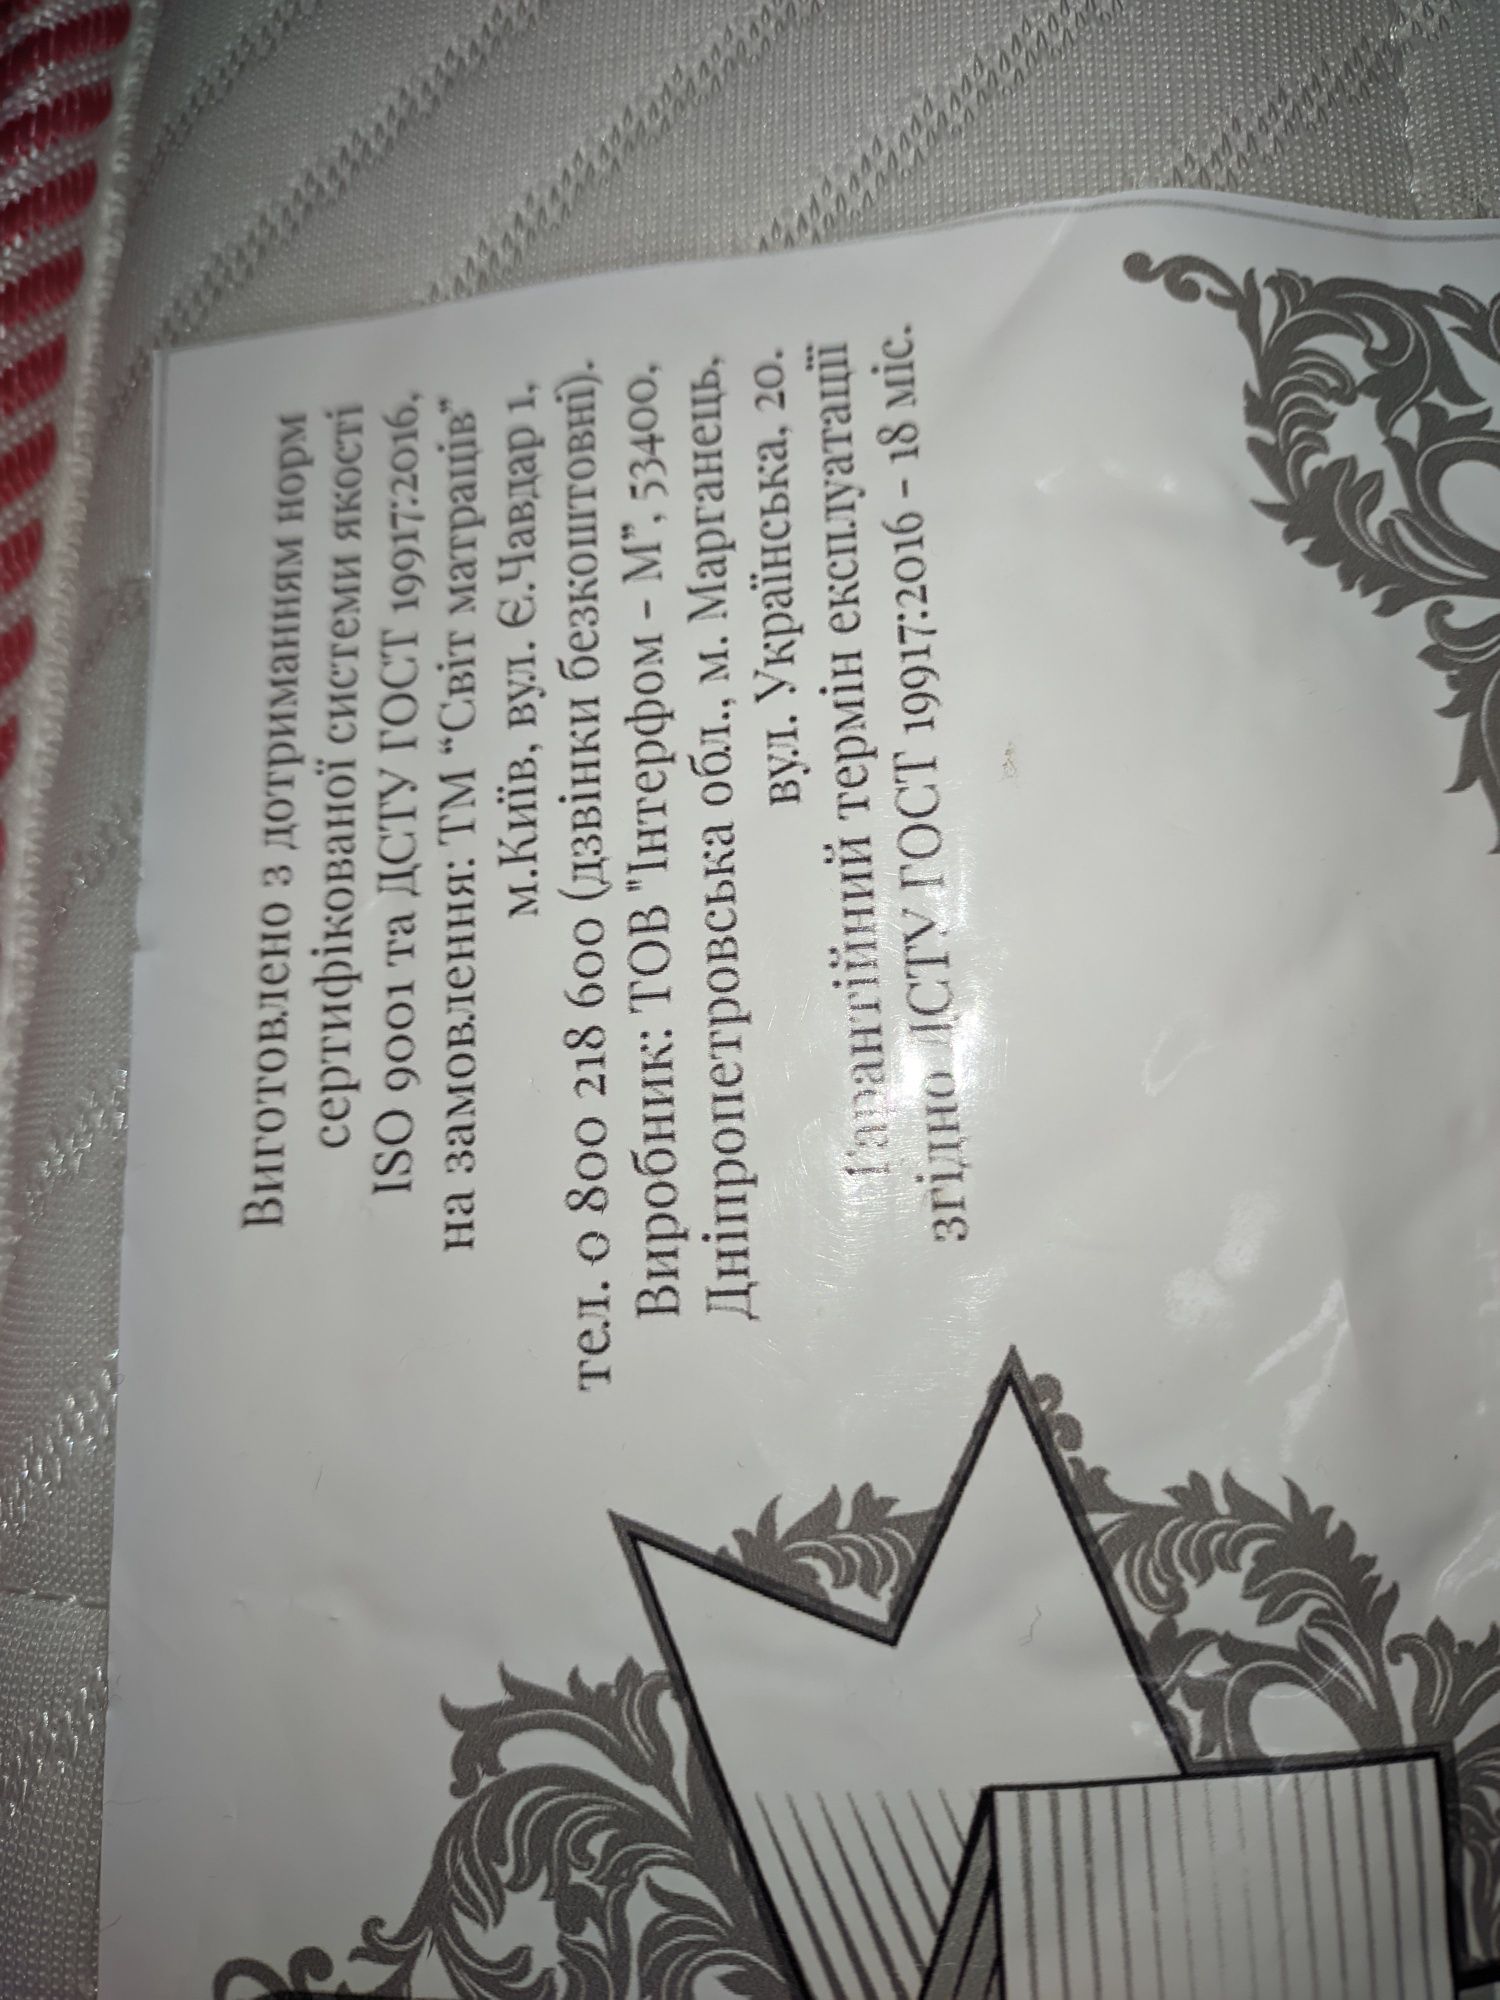 Виготовлено з дотриманням норм
сертифікованої системи якості
ISO 9001 та ДСТУ ГОСТ 19917:2016,
на замовлення: ТМ “Світ матраців”
м.Київ, вул. Є.Чавдар 1,
тел. 0 800 218 600 (дзвінки безкоштовні).
Виробник: ТОВ "Інтерфом - М”, 53400,
Дніпропетровська обл., м. Марганець,
вул. Українська, 20.
Гарантійний термін експлуатації
згідно ДСТУ ГОСТ 19917:2016 - 18 міс.